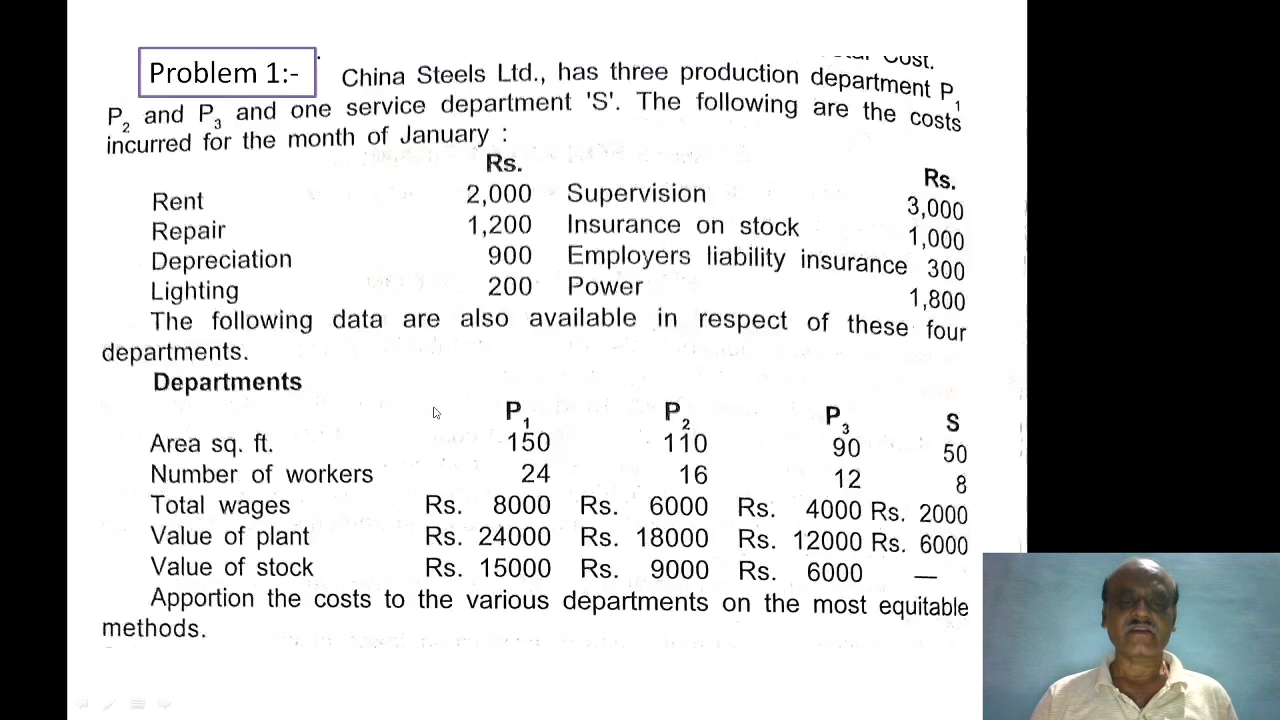 Cost.
Problem 1:- China Steels Ltd., has three production department P1
P2 and P3 and one service department 'S'. The following are the costs
incurred for the month of January :
Rs. Rs.
Rent 2,000 Supervision 3,000
Repair 1,200 Insurance on stock 1,000
Depreciation 900 Employers liability insurance 300
Lighting 200 Power 1,800
The following data are also available in respect of these four
departments.
Departments
P1 P2 P3 S
Area sq. ft. 150 110 90 50
Number of workers 24 16 12 8
Total wages Rs. 8000 Rs. 6000 Rs. 4000 Rs. 2000
Value of plant Rs. 24000 Rs. 18000 Rs. 12000 Rs. 6000
Value of stock Rs. 15000 Rs. 9000 Rs. 6000 —
Apportion the costs to the various departments on the most equitable
methods.